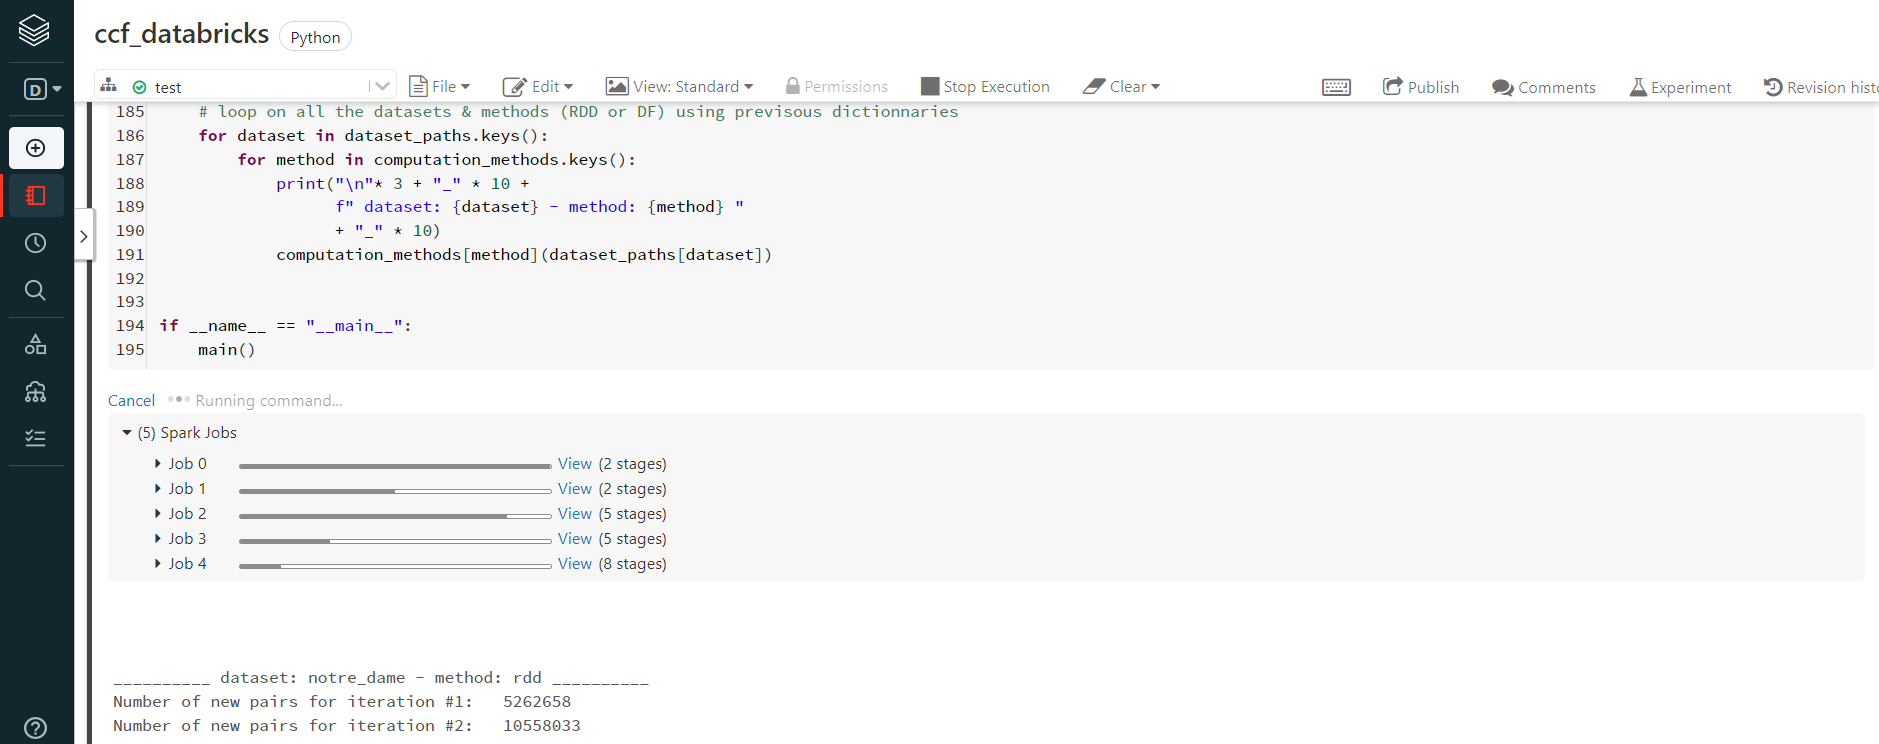 ccf_databricks Python
D
test File Edit View: Standard Permissions Stop Execution Clear Publish Comments Experiment Revision histo
185     # loop on all the datasets & methods (RDD or DF) using previsous dictionnaries
186     for dataset in dataset_paths.keys():
187         for method in computation_methods.keys():
188             print("\n"* 3 + "_" * 10 +
189                   f" dataset: {dataset} - method: {method} "
190                   + "_" * 10)
191             computation_methods[method](dataset_paths[dataset])
192
193
194 if __name__ == "__main__":
195     main()
Cancel Running command...
(5) Spark Jobs
Job 0 View (2 stages)
Job 1 View (2 stages)
Job 2 View (5 stages)
Job 3 View (5 stages)
Job 4 View (8 stages)
__________ dataset: notre_dame - method: rdd __________
Number of new pairs for iteration #1:   5262658
Number of new pairs for iteration #2:   10558033